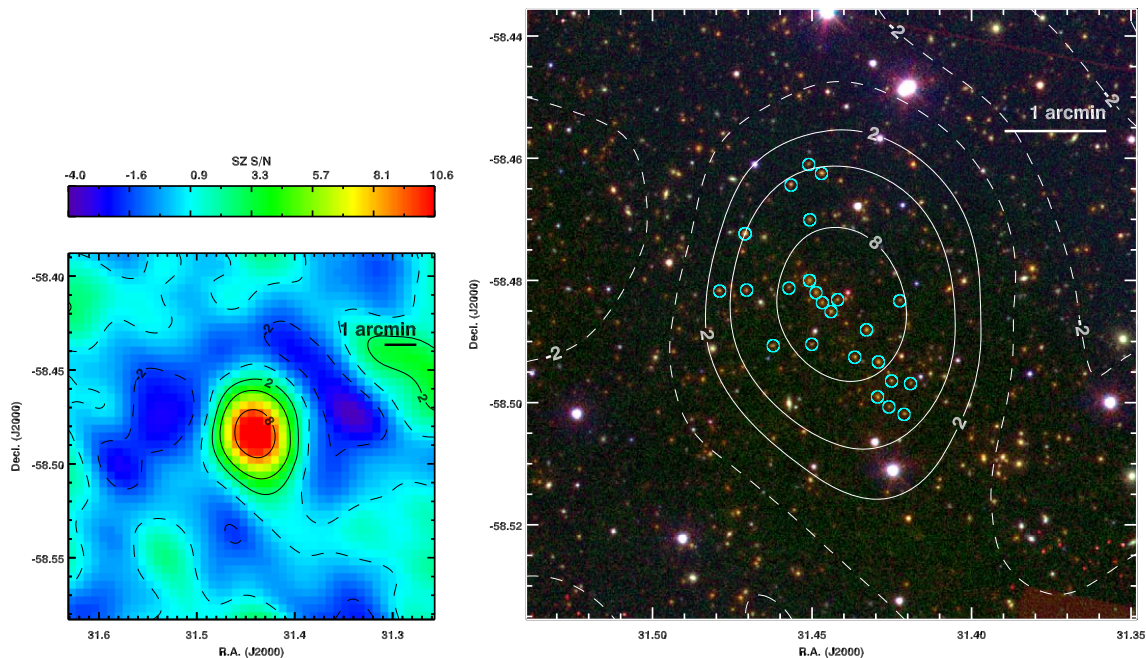 SZ S/N
-4.0 -1.6 0.9 3.3 5.7 8.1 10.6
-58.40
-58.45
-58.50
-58.55
Decl. (J2000)
31.6 31.5 31.4 31.3
R.A. (J2000)
1 arcmin
-2
-2
2
8
2
-58.44
-58.46
-58.48
-58.50
-58.52
Decl. (J2000)
31.50 31.45 31.40 31.35
R.A. (J2000)
1 arcmin
-2
-2
2
8
-2
-2
2
2